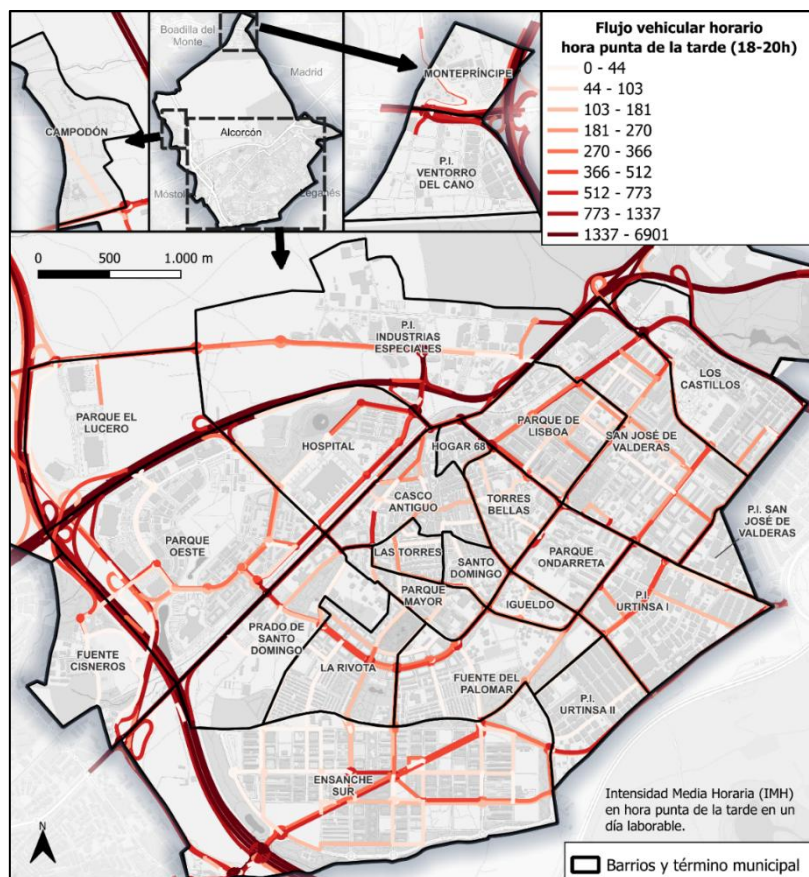 Flujo vehicular horario
hora punta de la tarde (18-20h)
0 - 44
44 - 103
103 - 181
181 - 270
270 - 366
366 - 512
512 - 773
773 - 1337
1337 - 6901
Boadilla del
Monte
Madrid
Alcorcón
Móstoles
Leganés
CAMPODÓN
MONTEPRÍNCIPE
P.I.
VENTORRO
DEL CANO
0 500 1.000 m
P.I.
INDUSTRIAS
ESPECIALES
LOS
CASTILLOS
PARQUE EL
LUCERO
HOSPITAL
HOGAR 68
PARQUE DE
LISBOA
SAN JOSÉ DE
VALDERAS
CASCO
ANTIGUO
TORRES
BELLAS
P.I. SAN
JOSÉ DE
VALDERAS
PARQUE
OESTE
LAS TORRES
SANTO
DOMINGO
PARQUE
ONDARRETA
PARQUE
MAYOR
IGUELDO
P.I.
URTINSA I
FUENTE
CISNEROS
PRADO DE
SANTO
DOMINGO
LA RIVOTA
FUENTE DEL
PALOMAR
P.I.
URTINSA II
ENSANCHE
SUR
Intensidad Media Horaria (IMH)
en hora punta de la tarde en un
día laborable.
N
Barrios y término municipal